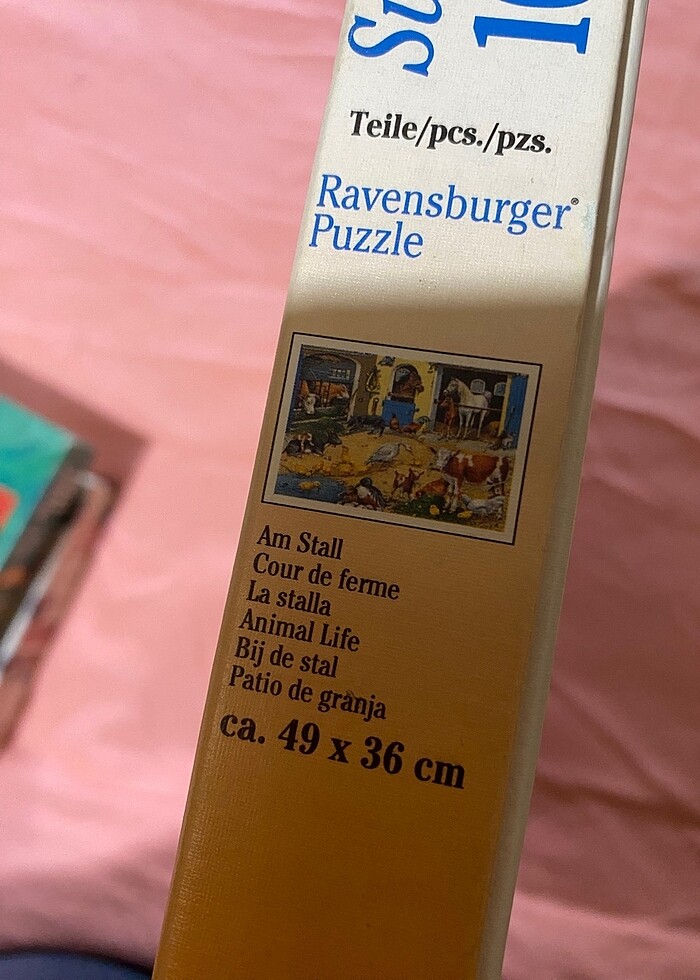 Teile/pcs./pzs.
Ravensburger®
Puzzle
Am Stall
Cour de ferme
La stalla
Animal Life
Bij de stal
Patio de granja
ca. 49 x 36 cm